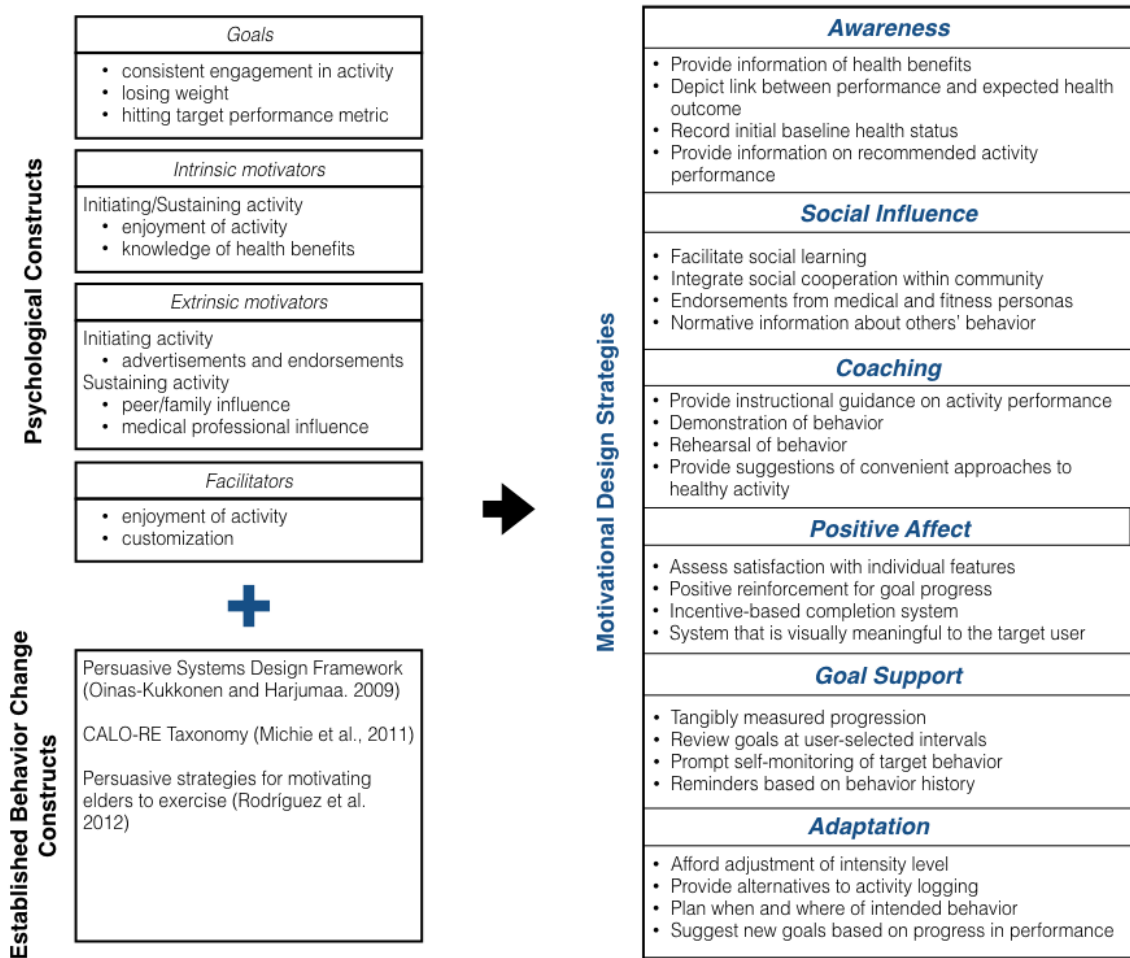 Psychological Constructs
Goals
• consistent engagement in activity
• losing weight
• hitting target performance metric
Intrinsic motivators
Initiating/Sustaining activity
• enjoyment of activity
• knowledge of health benefits
Extrinsic motivators
Initiating activity
• advertisements and endorsements
Sustaining activity
• peer/family influence
• medical professional influence
Facilitators
• enjoyment of activity
• customization
Established Behavior Change
Constructs
Persuasive Systems Design Framework
(Oinas-Kukkonen and Harjumaa. 2009)
CALO-RE Taxonomy (Michie et al., 2011)
Persuasive strategies for motivating
elders to exercise (Rodríguez et al.
2012)
Motivational Design Strategies
Awareness
• Provide information of health benefits
• Depict link between performance and expected health
outcome
• Record initial baseline health status
• Provide information on recommended activity
performance
Social Influence
• Facilitate social learning
• Integrate social cooperation within community
• Endorsements from medical and fitness personas
• Normative information about others' behavior
Coaching
• Provide instructional guidance on activity performance
• Demonstration of behavior
• Rehearsal of behavior
• Provide suggestions of convenient approaches to
healthy activity
Positive Affect
• Assess satisfaction with individual features
• Positive reinforcement for goal progress
• Incentive-based completion system
• System that is visually meaningful to the target user
Goal Support
• Tangibly measured progression
• Review goals at user-selected intervals
• Prompt self-monitoring of target behavior
• Reminders based on behavior history
Adaptation
• Afford adjustment of intensity level
• Provide alternatives to activity logging
• Plan when and where of intended behavior
• Suggest new goals based on progress in performance